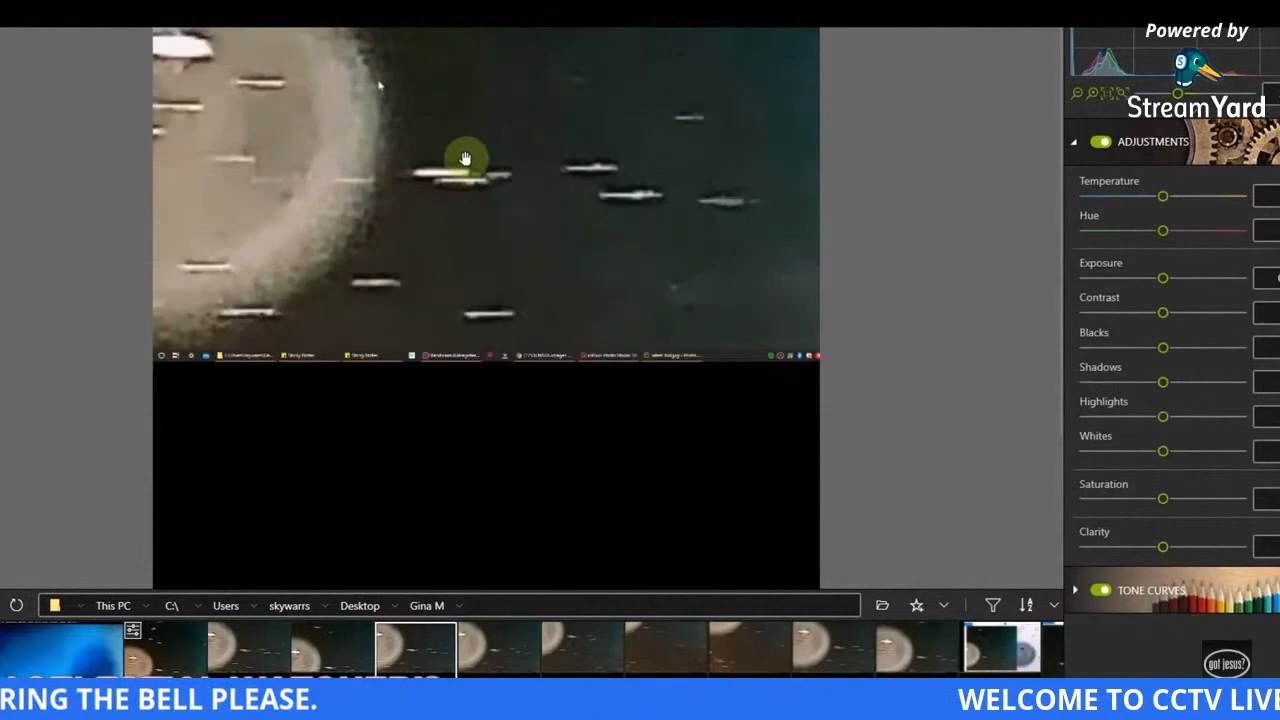 Powered by
StreamYard
ADJUSTMENTS
Temperature
Hue
Exposure
Contrast
Blacks
Shadows
Highlights
Whites
Saturation
Clarity
TONE CURVES
This PC
C:\
Users
skywarrs
Desktop
Gina M
got jesus?
RING THE BELL PLEASE.
WELCOME TO CCTV LIVE